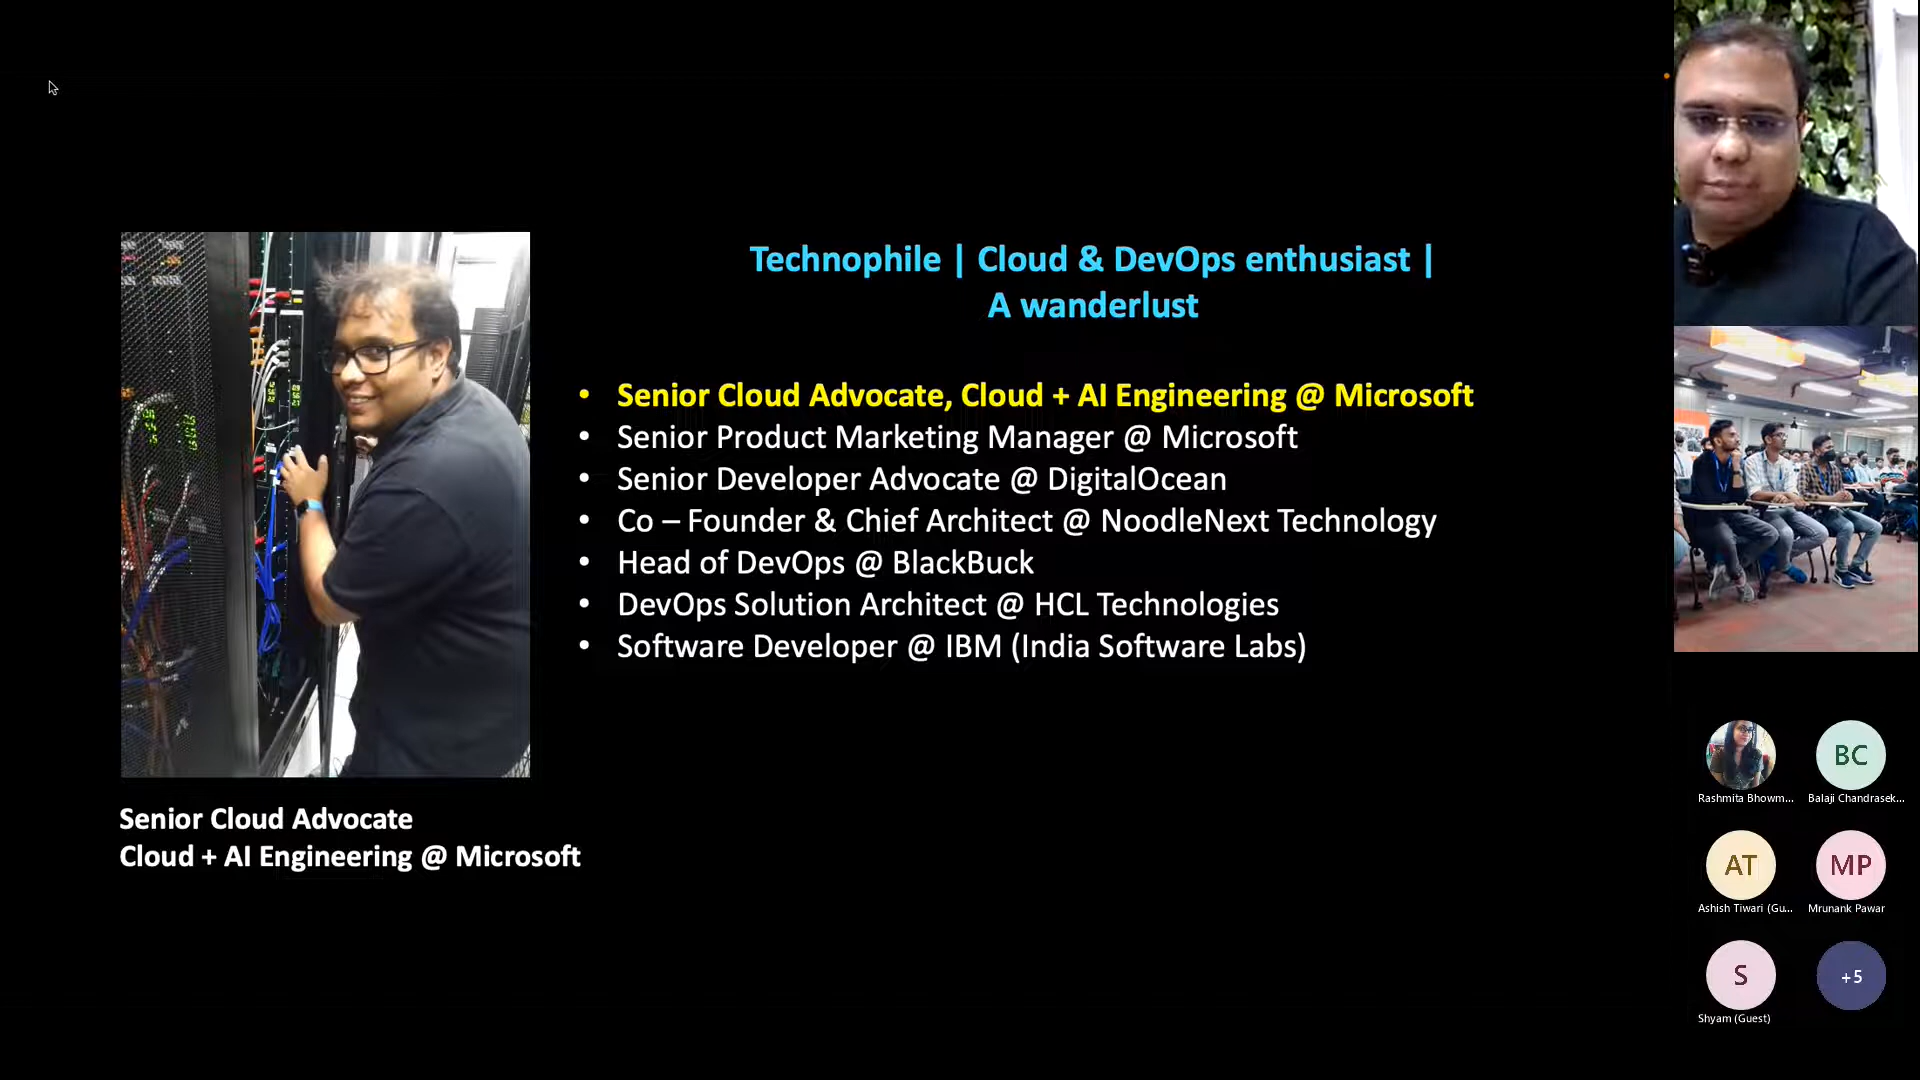 Technophile | Cloud & DevOps enthusiast |
A wanderlust
• Senior Cloud Advocate, Cloud + AI Engineering @ Microsoft
• Senior Product Marketing Manager @ Microsoft
• Senior Developer Advocate @ DigitalOcean
• Co – Founder & Chief Architect @ NoodleNext Technology
• Head of DevOps @ BlackBuck
• DevOps Solution Architect @ HCL Technologies
• Software Developer @ IBM (India Software Labs)
Senior Cloud Advocate
Cloud + AI Engineering @ Microsoft
Rashmita Bhowm...
BC
Balaji Chandrasek...
AT
Ashish Tiwari (Gu...
MP
Mrunank Pawar
S
Shyam (Guest)
+5